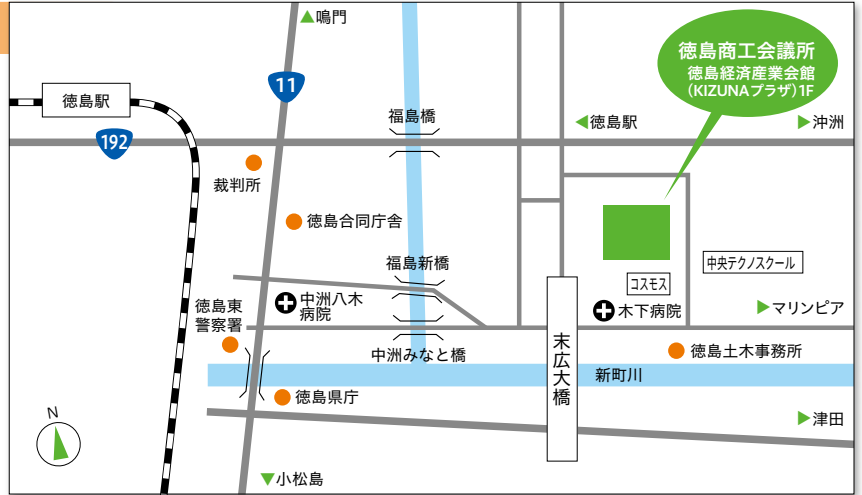 ▲鳴門
徳島商工会議所
徳島経済産業会館
(KIZUNAプラザ)1F
11
徳島駅
福島橋
◀徳島駅
▶沖洲
192
裁判所
徳島合同庁舎
福島新橋
中央テクノスクール
コスモス
徳島東
警察署
中洲八木
病院
木下病院
▶マリンピア
末広大橋
中洲みなと橋
徳島土木事務所
新町川
徳島県庁
N
▶津田
▼小松島